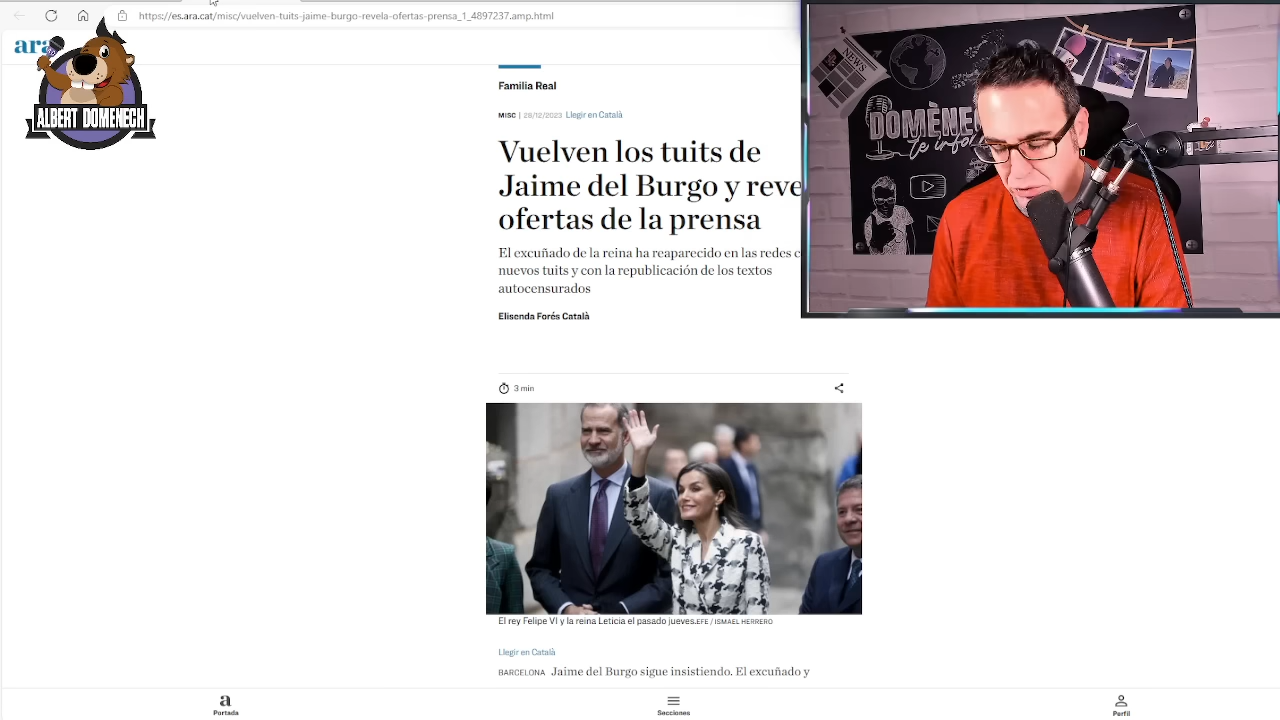 https://es.ara.cat/misc/vuelven-tuits-jaime-burgo-revela-ofertas-prensa_1_4897237.amp.html
ara
ALBERT DOMENECH
NEWS
DOMÈNE
te info
Familia Real
MISC | 28/12/2023 Llegir en Català
Vuelven los tuits de
Jaime del Burgo y reve
ofertas de la prensa
El excuñado de la reina ha reaparecido en las redes c
nuevos tuits y con la republicación de los textos
autocensurados
Elisenda Forés Català
3 min
El rey Felipe VI y la reina Leticia el pasado jueves.EFE / ISMAEL HERRERO
Llegir en Català
BARCELONA Jaime del Burgo sigue insistiendo. El excuñado y
a
Portada
Secciones
Perfil